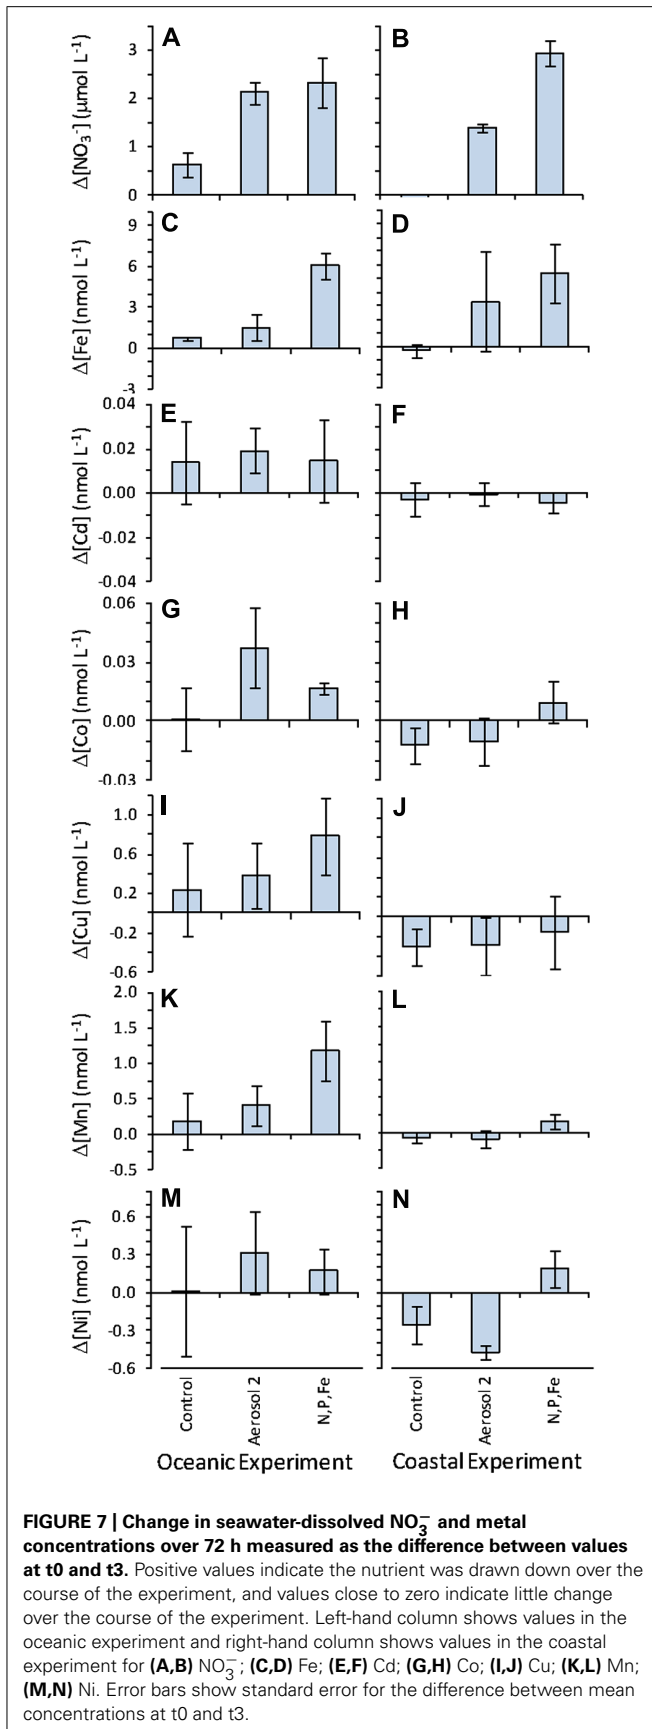 A
B
Δ[NO₃⁻] (µmol L⁻¹)
3
2
1
0
C
D
Δ[Fe] (nmol L⁻¹)
9
6
3
0
-3
E
F
Δ[Cd] (nmol L⁻¹)
0.04
0.02
0.00
-0.02
-0.04
G
H
Δ[Co] (nmol L⁻¹)
0.06
0.03
0.00
-0.03
I
J
Δ[Cu] (nmol L⁻¹)
1.0
0.6
0.2
-0.2
-0.6
K
L
Δ[Mn] (nmol L⁻¹)
2.0
1.5
1.0
0.5
0.0
-0.5
M
N
Δ[Ni] (nmol L⁻¹)
0.6
0.3
0.0
-0.3
-0.6
Control
Aerosol 2
N,P,Fe
Control
Aerosol 2
N,P,Fe
Oceanic Experiment
Coastal Experiment
FIGURE 7 | Change in seawater-dissolved NO₃⁻ and metal
concentrations over 72 h measured as the difference between values
at t0 and t3. Positive values indicate the nutrient was drawn down over the
course of the experiment, and values close to zero indicate little change
over the course of the experiment. Left-hand column shows values in the
oceanic experiment and right-hand column shows values in the coastal
experiment for (A,B) NO₃⁻; (C,D) Fe; (E,F) Cd; (G,H) Co; (I,J) Cu; (K,L) Mn;
(M,N) Ni. Error bars show standard error for the difference between mean
concentrations at t0 and t3.